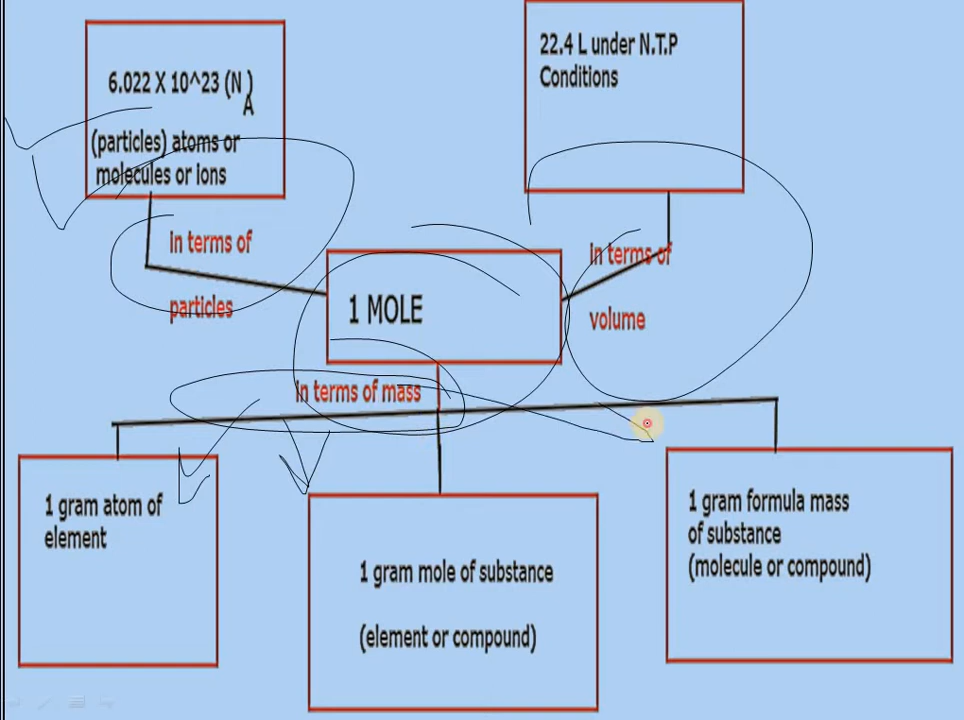 6.022 X 10^23 (N )
A
(particles) atoms or
molecules or ions
22.4 L under N.T.P
Conditions
in terms of
particles
1 MOLE
in terms of
volume
in terms of mass
1 gram atom of
element
1 gram mole of substance
(element or compound)
1 gram formula mass
of substance
(molecule or compound)